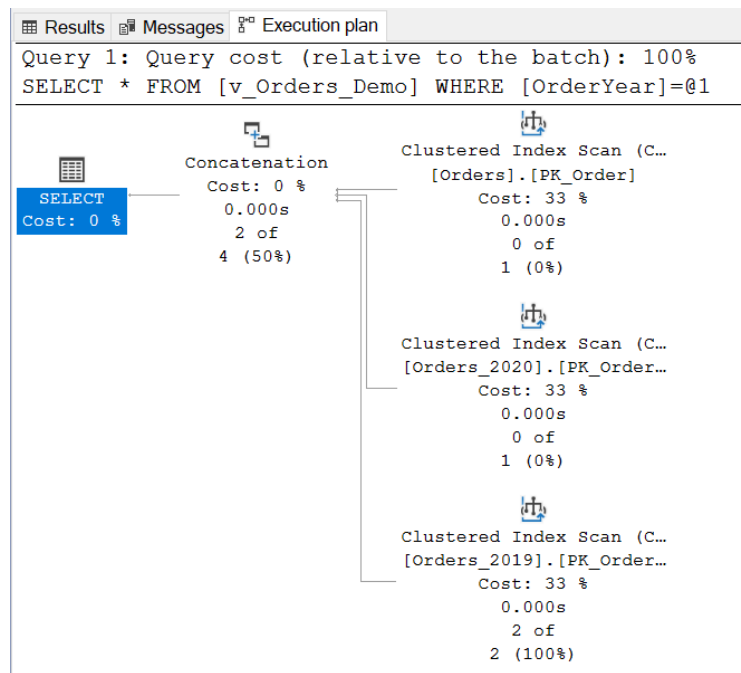 Results Messages Execution plan
Query 1: Query cost (relative to the batch): 100%
SELECT * FROM [v_Orders_Demo] WHERE [OrderYear]=@1
SELECT
Cost: 0 %
Concatenation
Cost: 0 %
0.000s
2 of
4 (50%)
Clustered Index Scan (C…
[Orders].[PK_Order]
Cost: 33 %
0.000s
0 of
1 (0%)
Clustered Index Scan (C…
[Orders_2020].[PK_Order…
Cost: 33 %
0.000s
0 of
1 (0%)
Clustered Index Scan (C…
[Orders_2019].[PK_Order…
Cost: 33 %
0.000s
2 of
2 (100%)